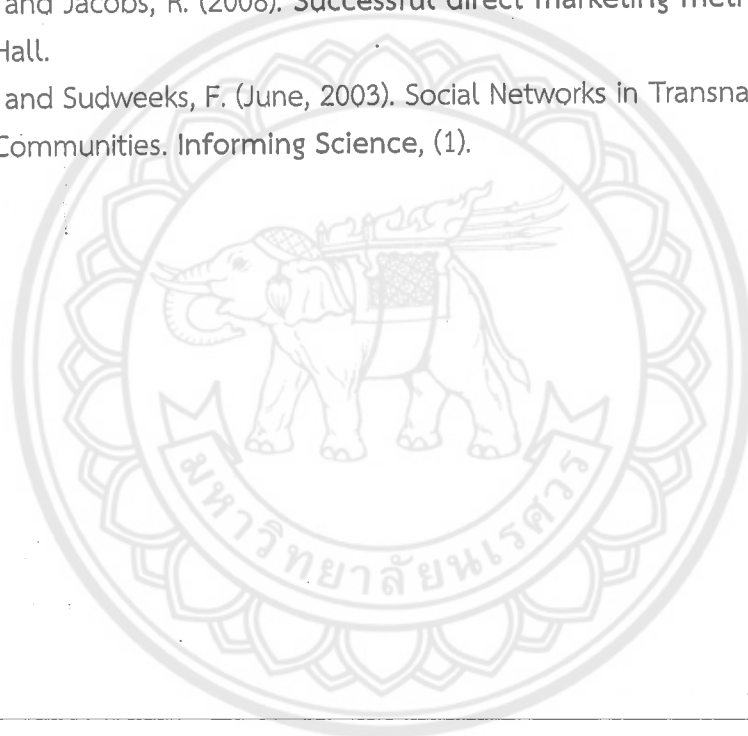 and Jacobs, R. (2008). Successful direct marketing
Hall.
and Sudweeks, F. (June, 2003). Social Networks in Transna
Communities. Informing Science, (1).
มหาวิทยาลัยนเรศวร